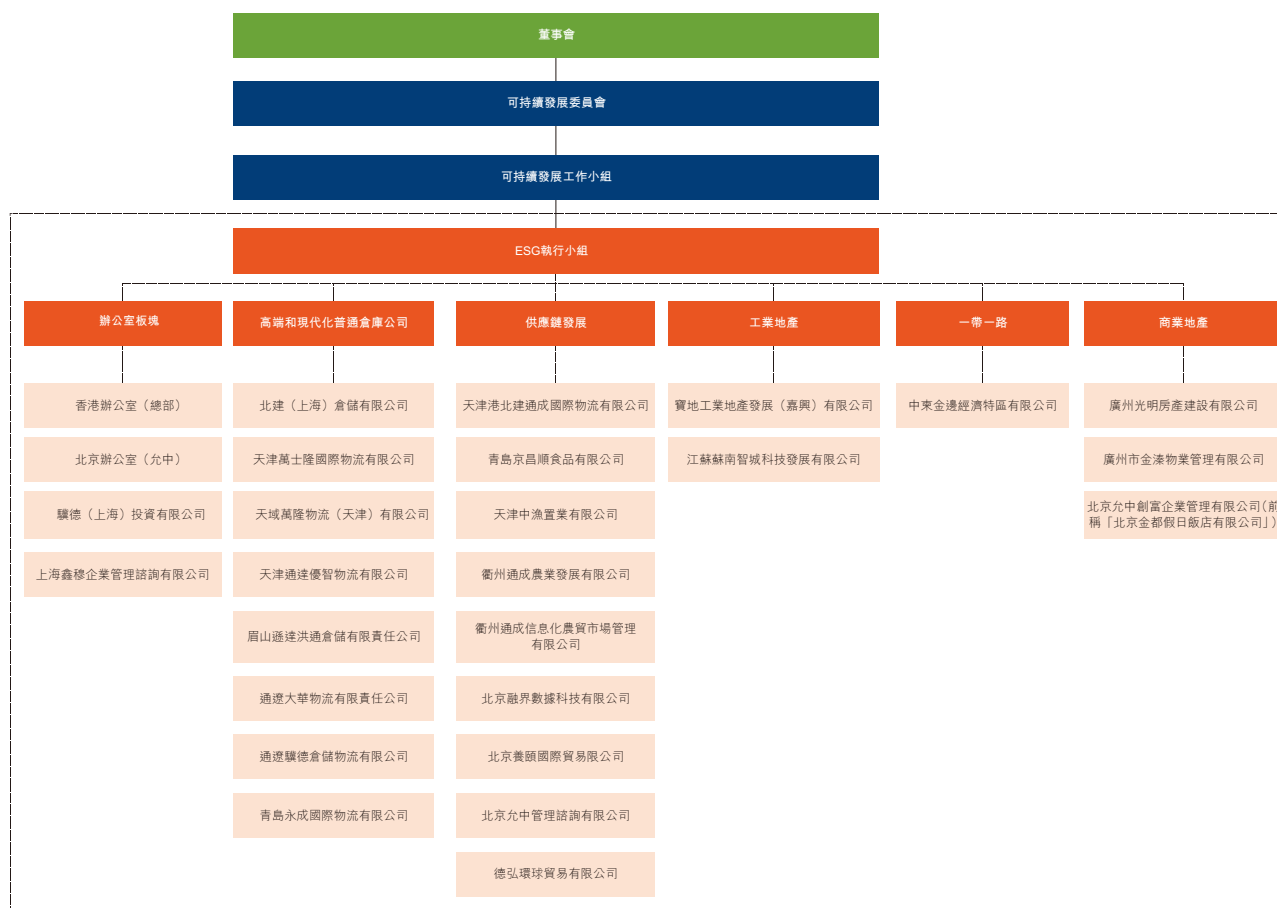 董事會
可持續發展委員會
可持續發展工作小組
ESG執行小組
辦公室板塊
香港辦公室（總部）
北京辦公室（允中）
驥德（上海）投資有限公司
上海鑫穆企業管理諮詢有限公司
高端和現代化普通倉庫公司
北建（上海）倉儲有限公司
天津萬士隆國際物流有限公司
天域萬隆物流（天津）有限公司
天津通達優智物流有限公司
眉山遜達洪通倉儲有限責任公司
通遼大華物流有限責任公司
通遼驥德倉儲物流有限公司
青島永成國際物流有限公司
供應鏈發展
天津港北建通成國際物流有限公司
青島京昌順食品有限公司
天津中漁置業有限公司
衢州通成農業發展有限公司
衢州通成信息化農貿市場管理
有限公司
北京融界數據科技有限公司
北京養頤國際貿易限公司
北京允中管理諮詢有限公司
德弘環球貿易有限公司
工業地產
寶地工業地產發展（嘉興）有限公司
江蘇蘇南智城科技發展有限公司
一帶一路
中柬金邊經濟特區有限公司
商業地產
廣州光明房產建設有限公司
廣州市金溱物業管理有限公司
北京允中創富企業管理有限公司（前
稱「北京金都假日飯店有限公司」）